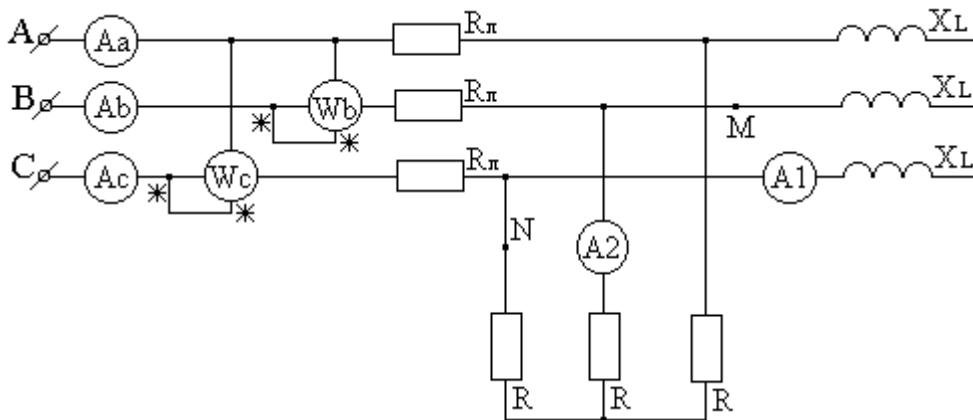 A Aa Rл XL
B Ab * Wb * Rл M XL
C Ac * Wc * Rл A1 XL
N A2
R R R